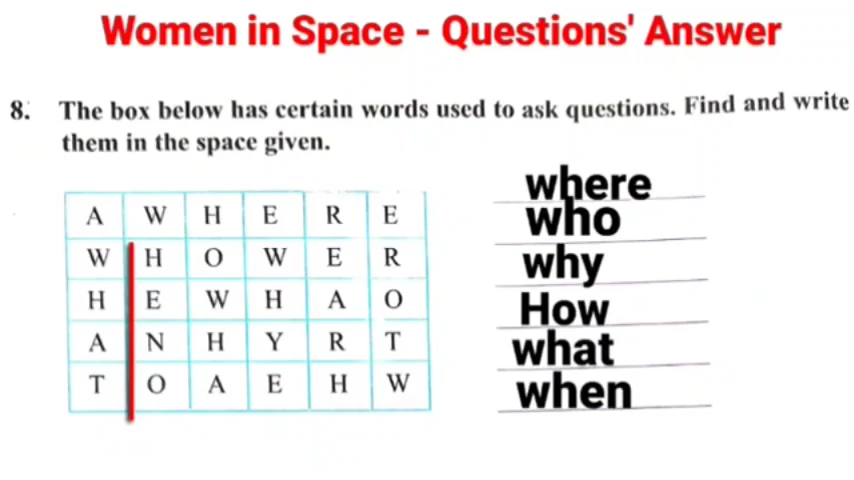 Women in Space - Questions' Answer
8. The box below has certain words used to ask questions. Find and write
them in the space given.
A W H E R E
W H O W E R
H E W H A O
A N H Y R T
T O A E H W
where
who
why
How
what
when